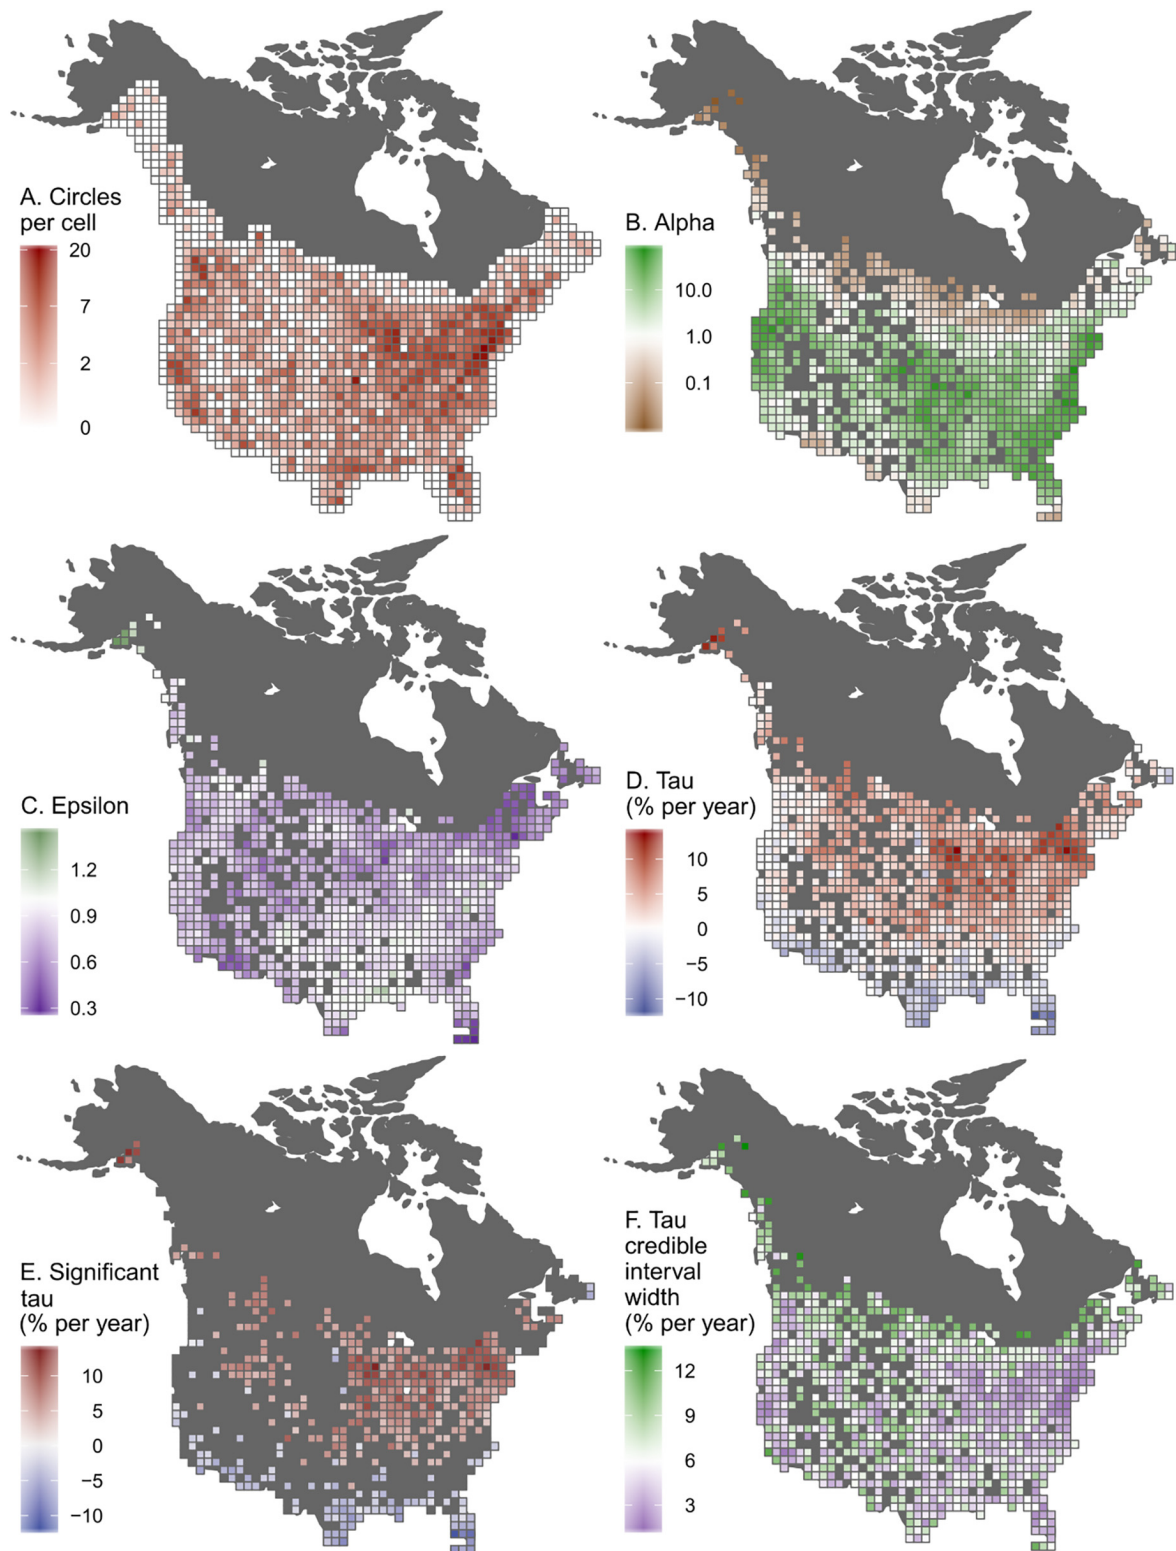 A. Circles
per cell
20
7
2
0
B. Alpha
10.0
1.0
0.1
C. Epsilon
1.2
0.9
0.6
0.3
D. Tau
(% per year)
10
5
0
−5
−10
E. Significant
tau
(% per year)
10
5
0
−5
−10
F. Tau
credible
interval
width
(% per year)
12
9
6
3